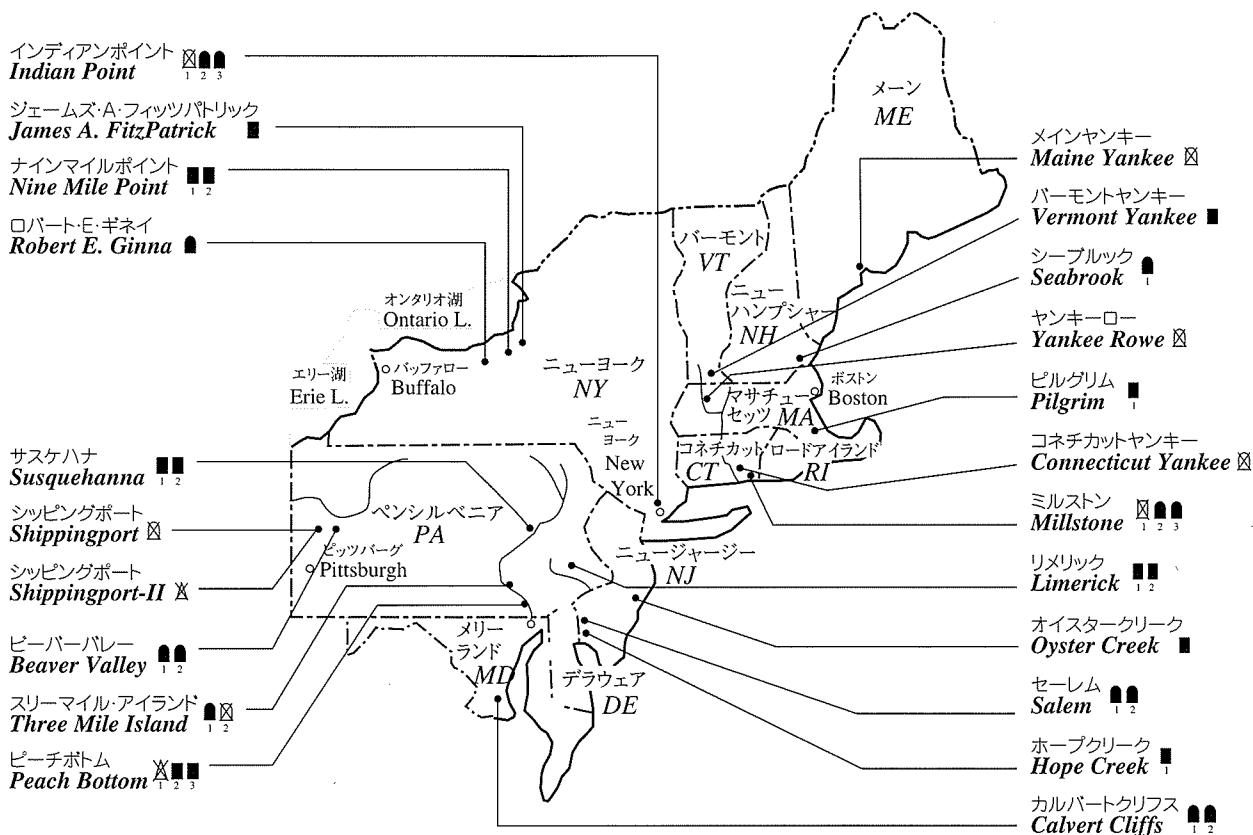 インディアンポイント
Indian Point
1 2 3
ジェームズ・A・フィッツパトリック
James A. FitzPatrick
ナインマイルポイント
Nine Mile Point
1 2
ロバート・E・ギネイ
Robert E. Ginna
サスケハナ
Susquehanna
1 2
シッピングポート
Shippingport
シッピングポート
Shippingport-II
ビーバーバレー
Beaver Valley
1 2
スリーマイル・アイランド
Three Mile Island
1 2
ピーチボトム
Peach Bottom
1 2 3
メーン
ME
バーモント
VT
ニュー
ハンプシャー
NH
オンタリオ湖
Ontario L.
エリー湖
Erie L.
バッファロー
Buffalo
ニューヨーク
NY
マサチュー
セッツ MA
ボストン
Boston
ニュー
ヨーク
New
York
コネチカット
CT
ロードアイランド
RI
ペンシルベニア
PA
ピッツバーグ
Pittsburgh
ニュージャージー
NJ
メリー
ランド
MD
デラウェア
DE
メインヤンキー
Maine Yankee
バーモントヤンキー
Vermont Yankee
シーブルック
Seabrook
1
ヤンキーロー
Yankee Rowe
ピルグリム
Pilgrim
1
コネチカットヤンキー
Connecticut Yankee
ミルストン
Millstone
1 2 3
リメリック
Limerick
1 2
オイスタークリーク
Oyster Creek
セーレム
Salem
1 2
ホープクリーク
Hope Creek
1
カルバートクリフス
Calvert Cliffs
1 2